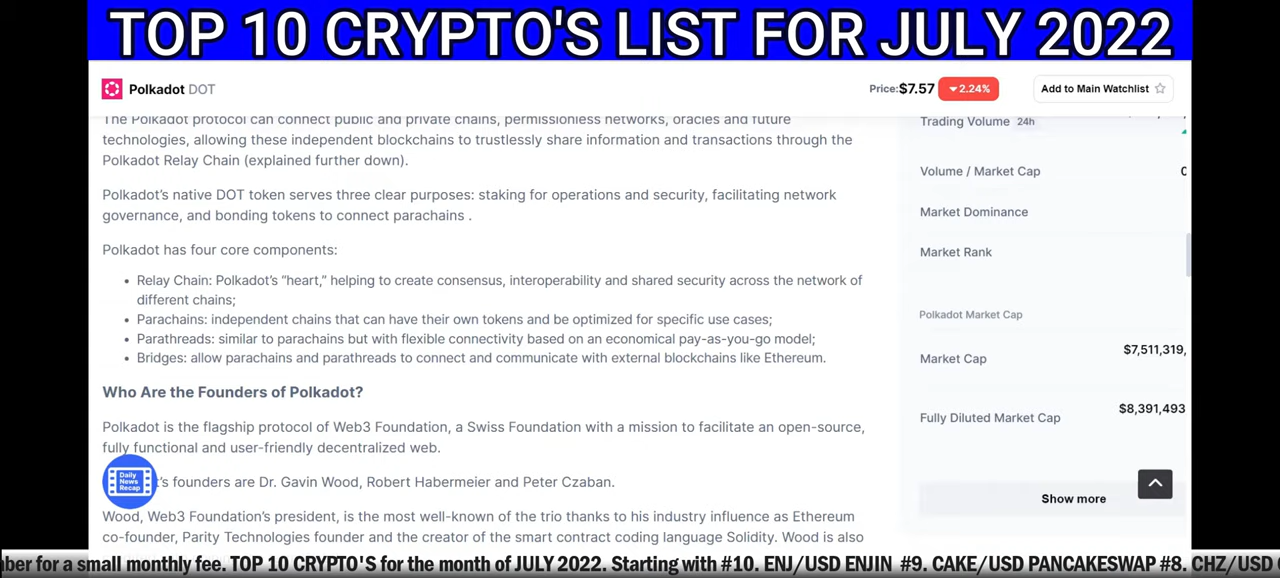 TOP 10 CRYPTO'S LIST FOR JULY 2022
Polkadot DOT
Price:$7.57 2.24%
Add to Main Watchlist
The Polkadot protocol can connect public and private chains, permissionless networks, oracles and future
technologies, allowing these independent blockchains to trustlessly share information and transactions through the
Polkadot Relay Chain (explained further down).
Polkadot's native DOT token serves three clear purposes: staking for operations and security, facilitating network
governance, and bonding tokens to connect parachains .
Polkadot has four core components:
• Relay Chain: Polkadot's “heart,” helping to create consensus, interoperability and shared security across the network of
different chains;
• Parachains: independent chains that can have their own tokens and be optimized for specific use cases;
• Parathreads: similar to parachains but with flexible connectivity based on an economical pay-as-you-go model;
• Bridges: allow parachains and parathreads to connect and communicate with external blockchains like Ethereum.
Who Are the Founders of Polkadot?
Polkadot is the flagship protocol of Web3 Foundation, a Swiss Foundation with a mission to facilitate an open-source,
fully functional and user-friendly decentralized web.
's founders are Dr. Gavin Wood, Robert Habermeier and Peter Czaban.
Wood, Web3 Foundation's president, is the most well-known of the trio thanks to his industry influence as Ethereum
co-founder, Parity Technologies founder and the creator of the smart contract coding language Solidity. Wood is also
Daily
News
Recap
Trading Volume 24h
Volume / Market Cap 0
Market Dominance
Market Rank
Polkadot Market Cap
Market Cap $7,511,319,
Fully Diluted Market Cap $8,391,493
Show more
nber for a small monthly fee. TOP 10 CRYPTO'S for the month of JULY 2022. Starting with #10. ENJ/USD ENJIN #9. CAKE/USD PANCAKESWAP #8. CHZ/USD